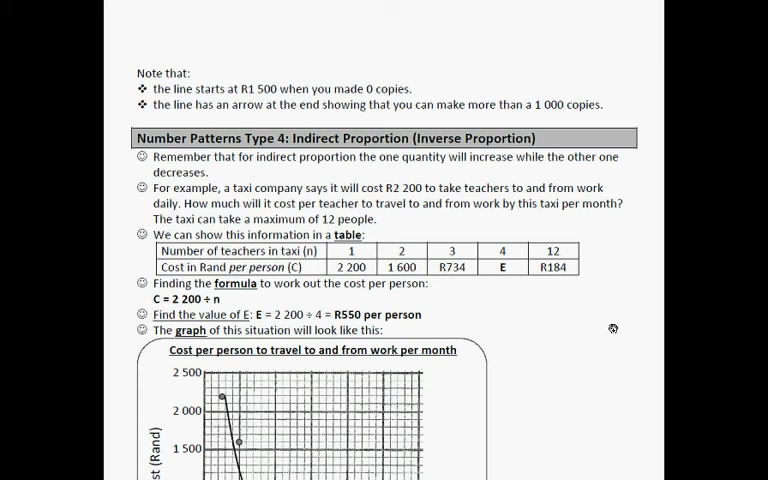 Note that:
❖ the line starts at R1 500 when you made 0 copies.
❖ the line has an arrow at the end showing that you can make more than a 1 000 copies.
Number Patterns Type 4: Indirect Proportion (Inverse Proportion)
☺ Remember that for indirect proportion the one quantity will increase while the other one
decreases.
☺ For example, a taxi company says it will cost R2 200 to take teachers to and from work
daily. How much will it cost per teacher to travel to and from work by this taxi per month?
The taxi can take a maximum of 12 people.
☺ We can show this information in a table:
Number of teachers in taxi (n) 1 2 3 4 12
Cost in Rand per person (C) 2 200 1 600 R734 E R184
☺ Finding the formula to work out the cost per person:
C = 2 200 ÷ n
☺ Find the value of E: E = 2 200 ÷ 4 = R550 per person
☺ The graph of this situation will look like this:
Cost per person to travel to and from work per month
2 500
2 000
1 500
st (Rand)